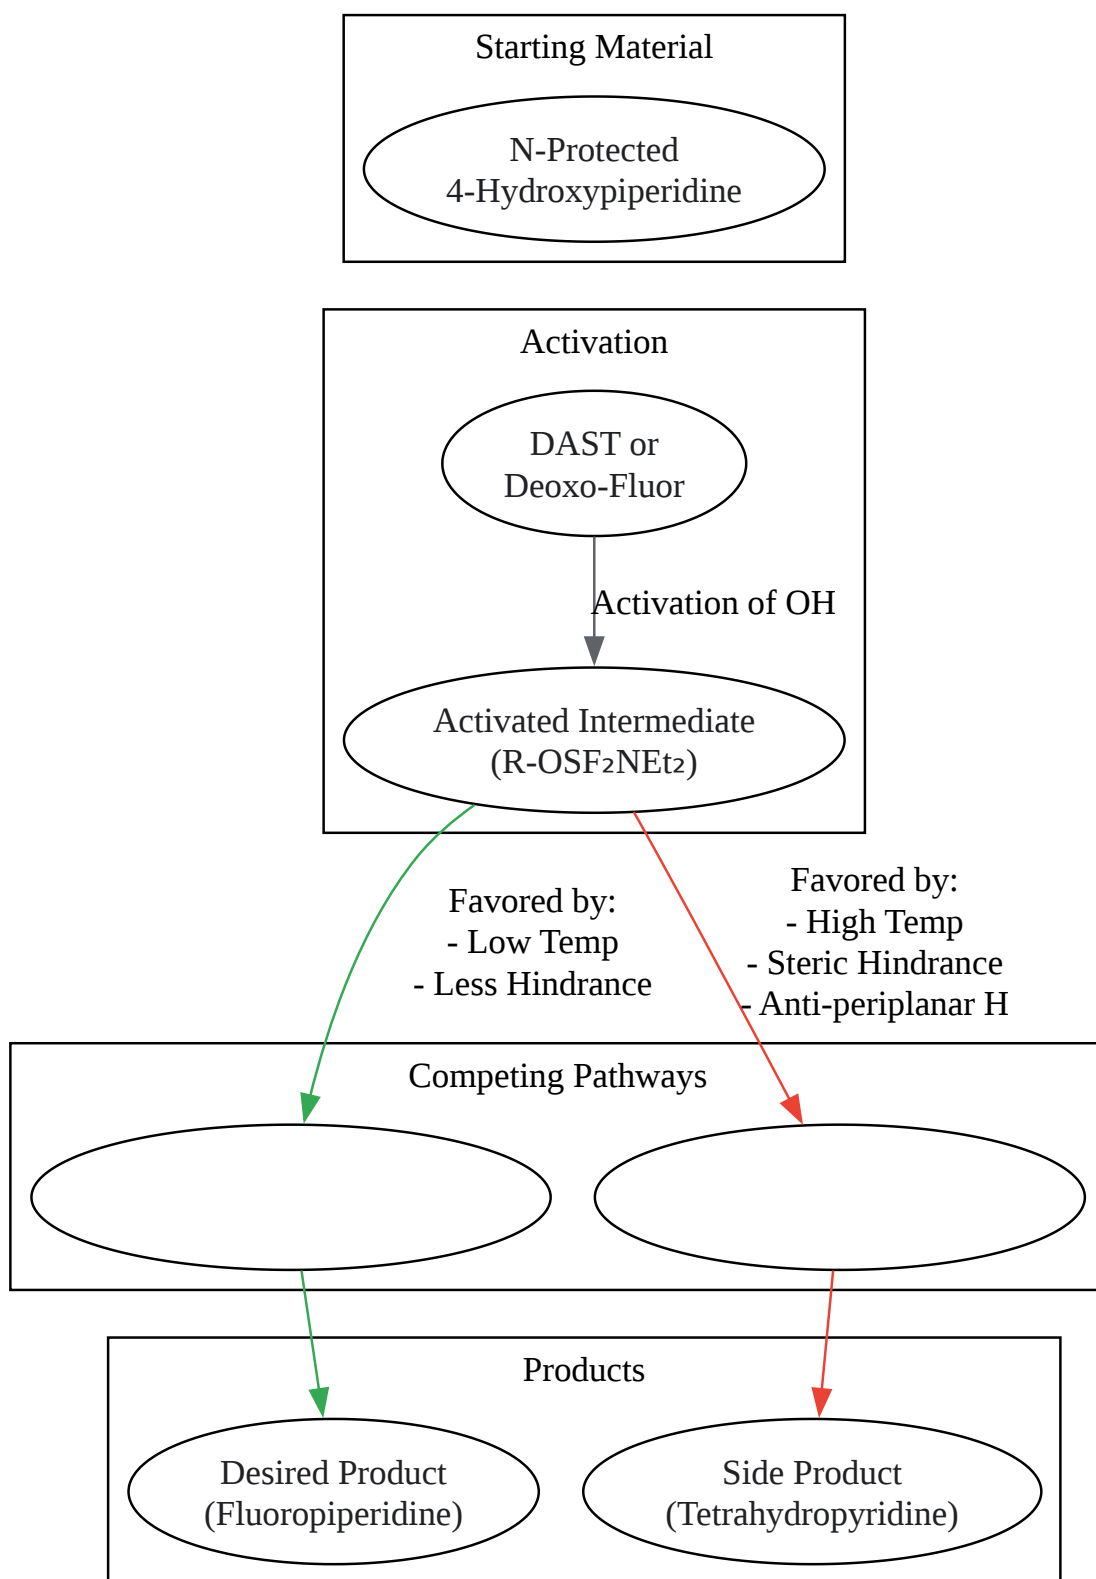 Starting Material
N-Protected
4-Hydroxypiperidine
Activation
DAST or
Deoxo-Fluor
Activation of OH
Activated Intermediate
(R-OSF₂NEt₂)
Favored by:
- Low Temp
- Less Hindrance
Favored by:
- High Temp
- Steric Hindrance
- Anti-periplanar H
Competing Pathways
Products
Desired Product
(Fluoropiperidine)
Side Product
(Tetrahydropyridine)